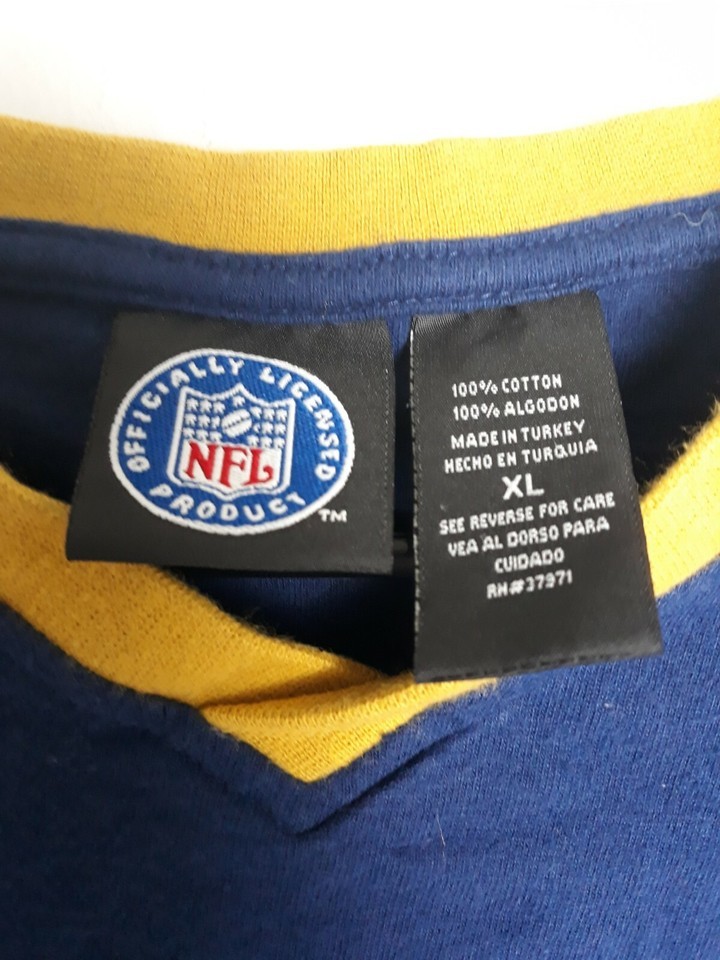 OFFICIALLY LICENSED
NFL
PRODUCT
TM
100% COTTON
100% ALGODON
MADE IN TURKEY
HECHO EN TURQUIA
XL
SEE REVERSE FOR CARE
VEA AL DORSO PARA
CUIDADO
RN#37971